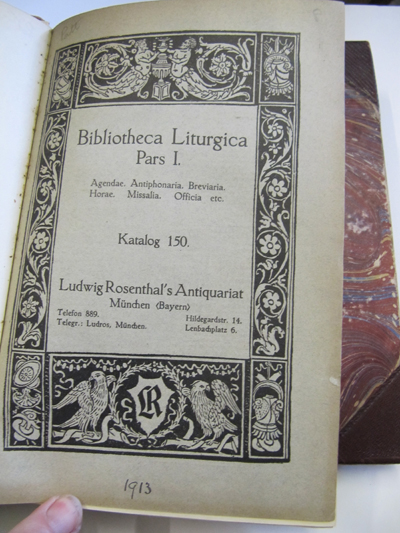 Bibliotheca Liturgica
Pars I.
Agendae. Antiphonaria. Breviaria.
Horae. Missalia. Officia etc.
Katalog 150.
Ludwig Rosenthal's Antiquariat
München (Bayern)
Telefon 889.
Hildegardstr. 14.
Telegr.: Ludros, München.
Lenbachplatz 6.
LR
1913